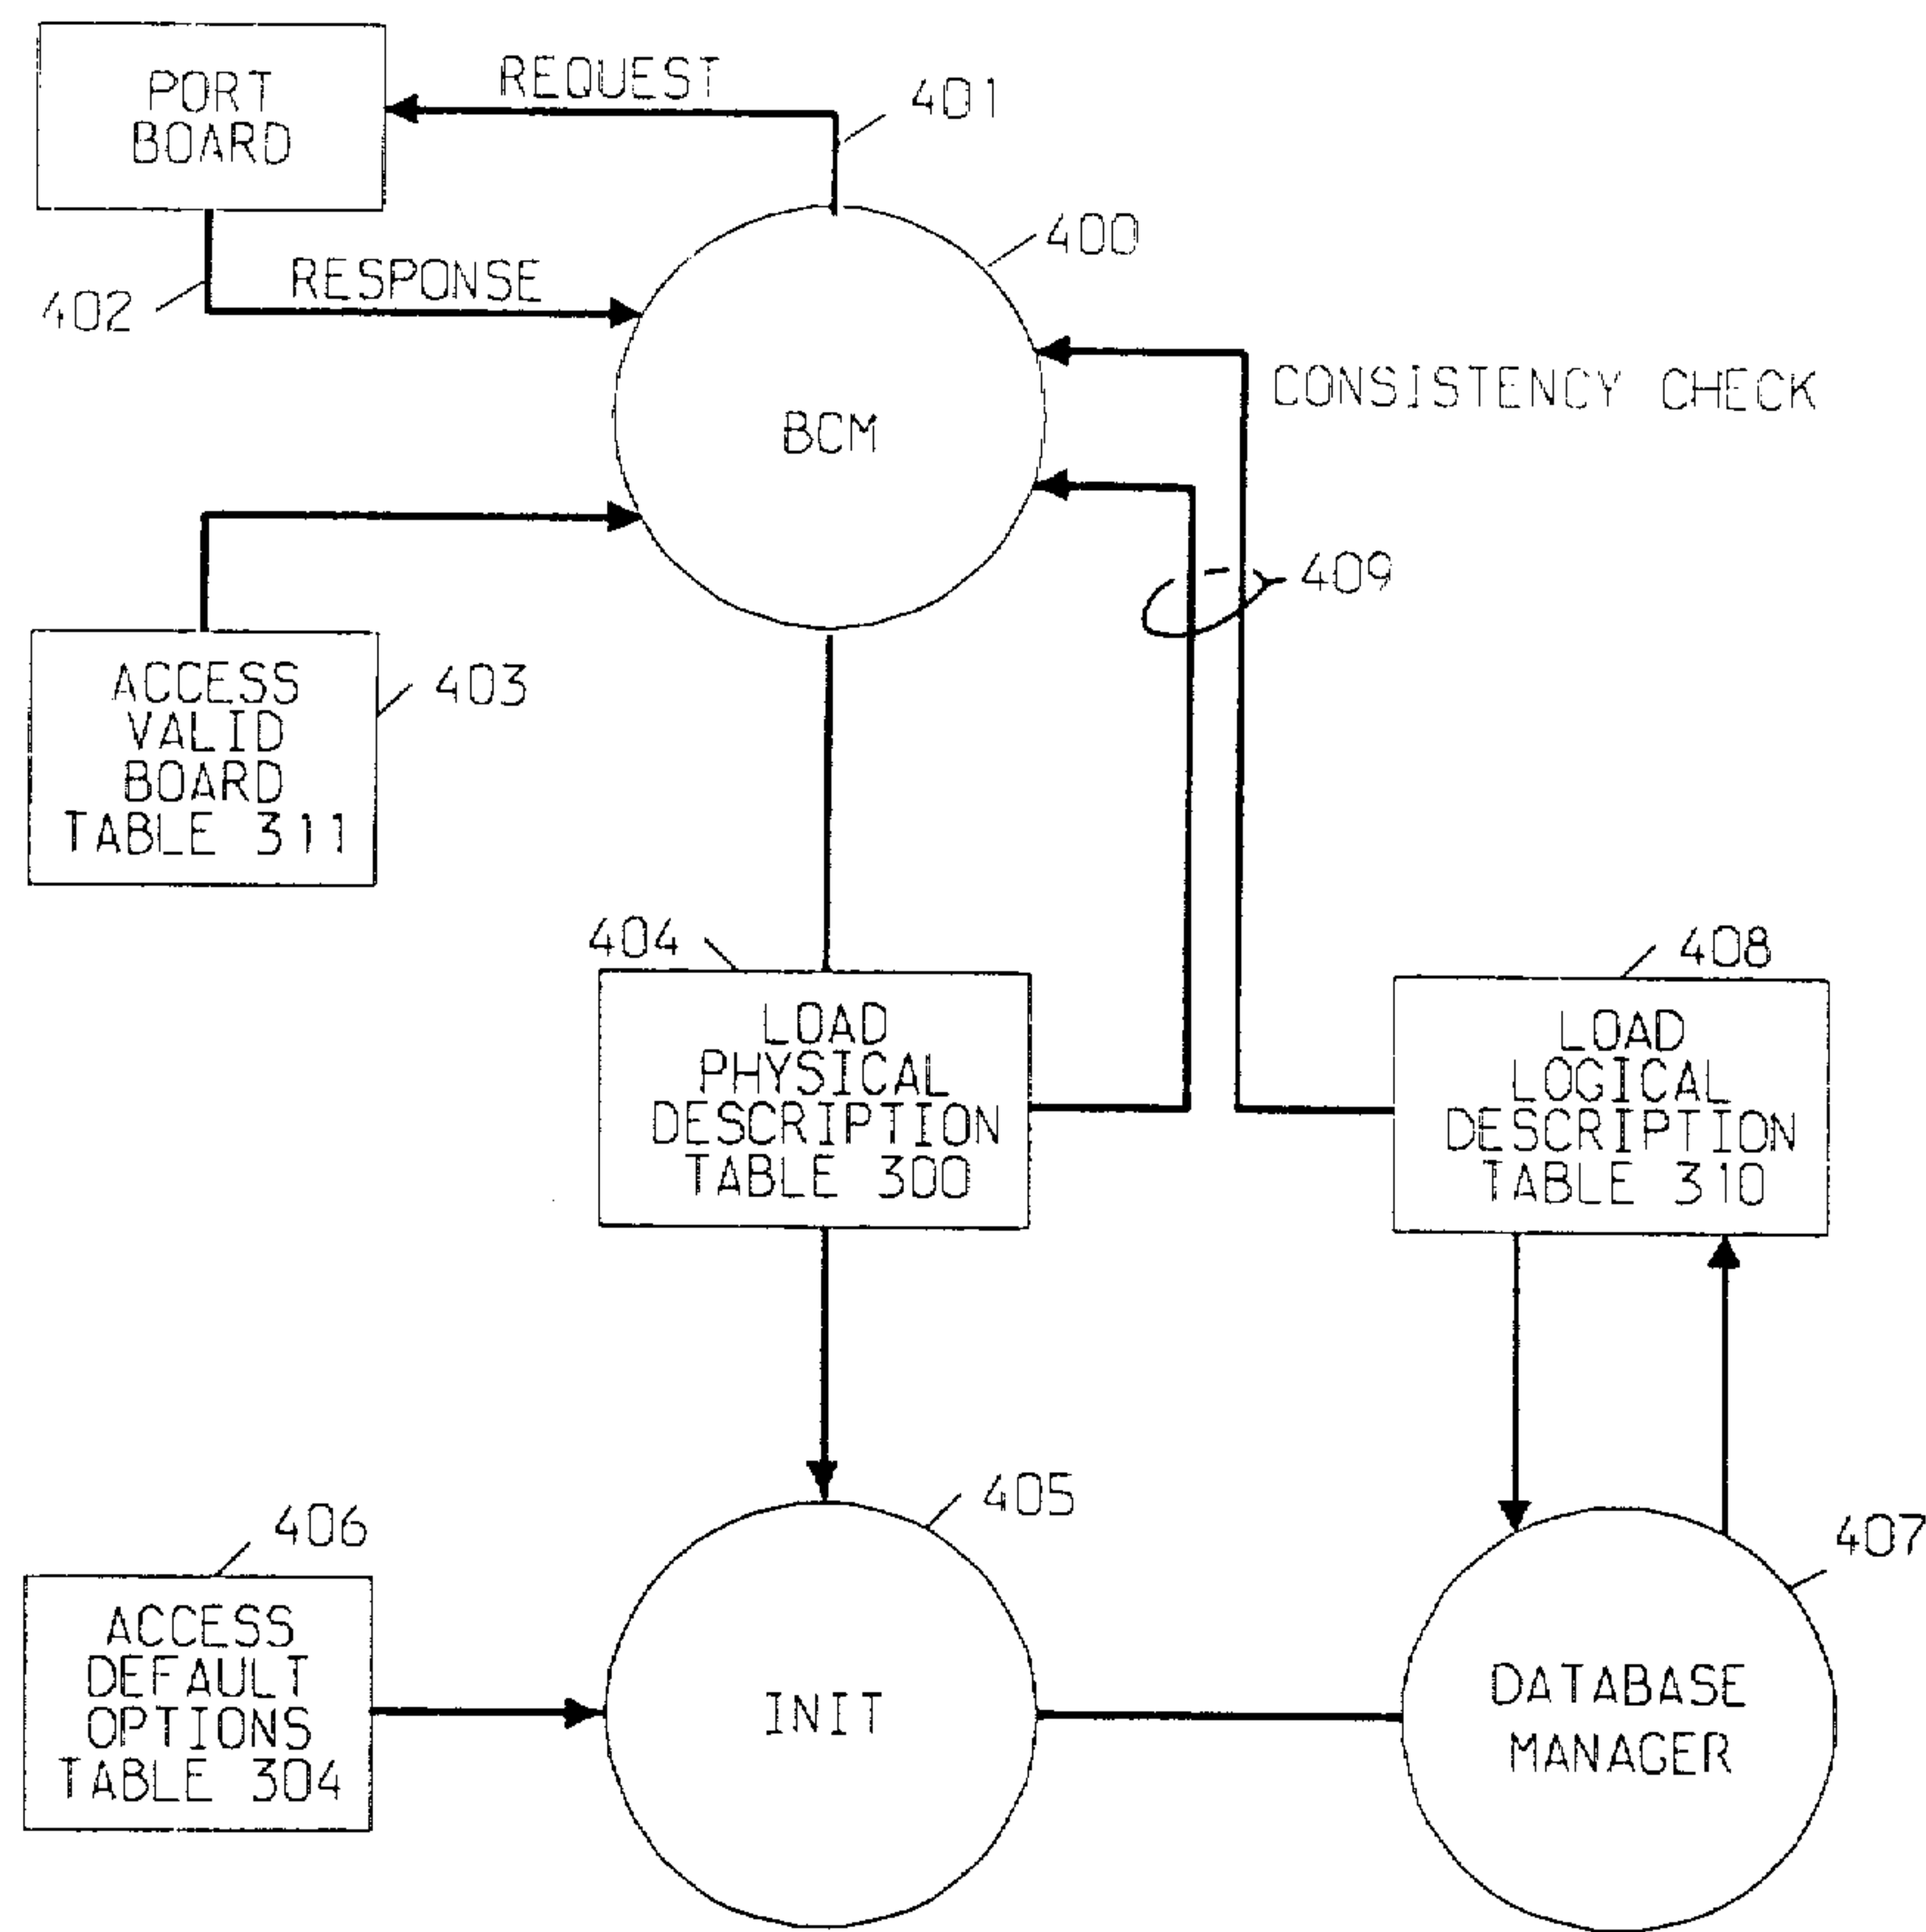 PORT
BOARD
REQUEST
401
400
RESPONSE
402
CONSISTENCY CHECK
BCM
409
ACCESS
VALID
BOARD
TABLE 311
403
404
LOAD
PHYSICAL
DESCRIPTION
TABLE 300
408
LOAD
LOGICAL
DESCRIPTION
TABLE 310
405
406
407
ACCESS
DEFAULT
OPTIONS
TABLE 304
INIT
DATABASE
MANAGER